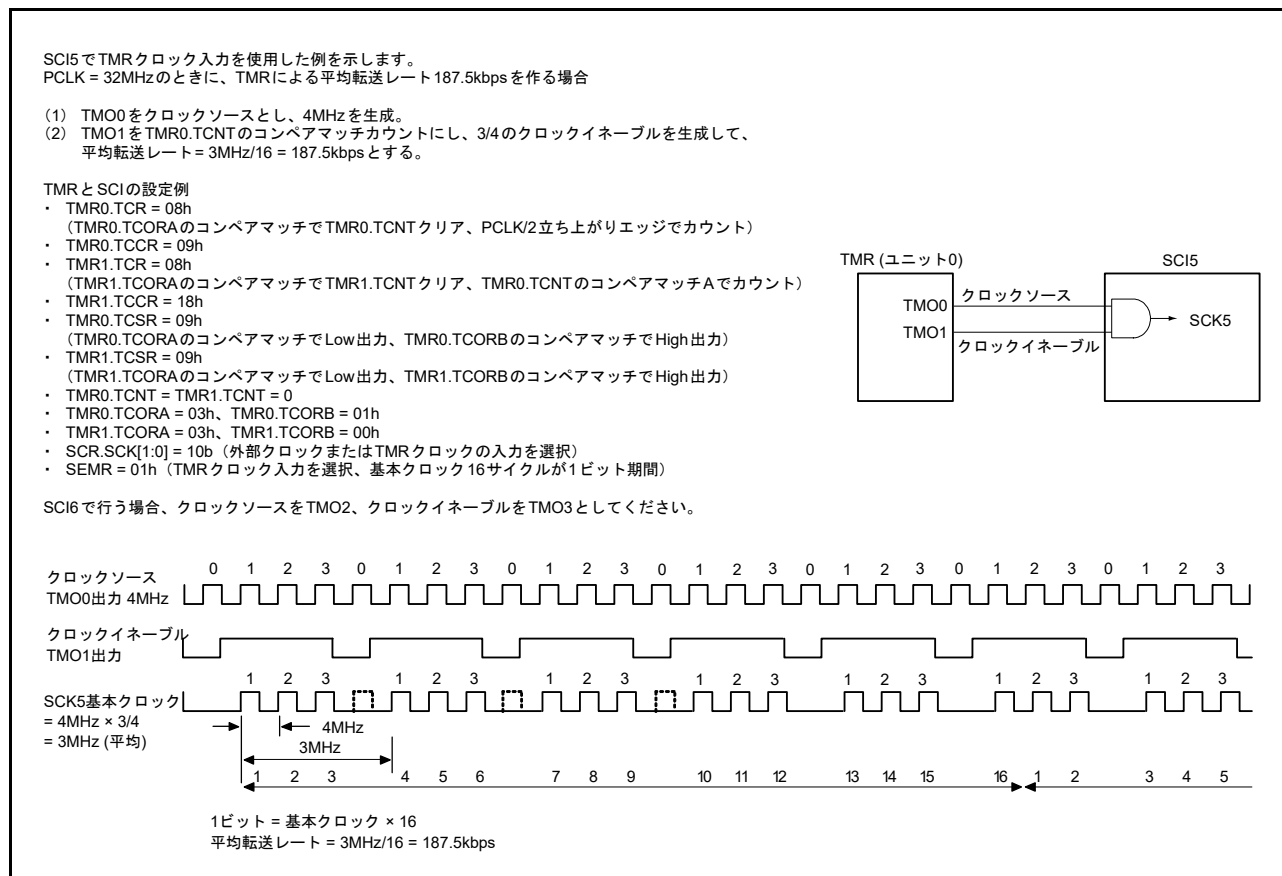 SCI5でTMRクロック入力を使用した例を示します。
PCLK = 32MHzのときに、TMRによる平均転送レート187.5kbpsを作る場合
（1） TMO0をクロックソースとし、4MHzを生成。
（2） TMO1をTMR0.TCNTのコンペアマッチカウントにし、3/4のクロックイネーブルを生成して、
平均転送レート= 3MHz/16 = 187.5kbpsとする。
TMRとSCIの設定例
・ TMR0.TCR = 08h
（TMR0.TCORAのコンペアマッチでTMR0.TCNTクリア、PCLK/2立ち上がりエッジでカウント）
・ TMR0.TCCR = 09h
・ TMR1.TCR = 08h
（TMR1.TCORAのコンペアマッチでTMR1.TCNTクリア、TMR0.TCNTのコンペアマッチAでカウント）
・ TMR1.TCCR = 18h
・ TMR0.TCSR = 09h
（TMR0.TCORAのコンペアマッチでLow出力、TMR0.TCORBのコンペアマッチでHigh出力）
・ TMR1.TCSR = 09h
（TMR1.TCORAのコンペアマッチでLow出力、TMR1.TCORBのコンペアマッチでHigh出力）
・ TMR0.TCNT = TMR1.TCNT = 0
・ TMR0.TCORA = 03h、TMR0.TCORB = 01h
・ TMR1.TCORA = 03h、TMR1.TCORB = 00h
・ SCR.SCK[1:0] = 10b（外部クロックまたはTMRクロックの入力を選択）
・ SEMR = 01h（TMRクロック入力を選択、基本クロック16サイクルが1ビット期間）
SCI6で行う場合、クロックソースをTMO2、クロックイネーブルをTMO3としてください。
TMR (ユニット0)
SCI5
TMO0
クロックソース
TMO1
クロックイネーブル
SCK5
0 1 2 3 0 1 2 3 0 1 2 3 0 1 2 3 0 1 2 3 0 1 2 3 0 1 2 3
クロックソース
TMO0出力 4MHz
クロックイネーブル
TMO1出力
1 2 3 1 2 3 1 2 3 1 2 3 1 2 3 1 2 3 1 2 3
SCK5基本クロック
= 4MHz × 3/4
= 3MHz (平均)
4MHz
3MHz
1 2 3 4 5 6 7 8 9 10 11 12 13 14 15 16 1 2 3 4 5
1ビット = 基本クロック × 16
平均転送レート = 3MHz/16 = 187.5kbps